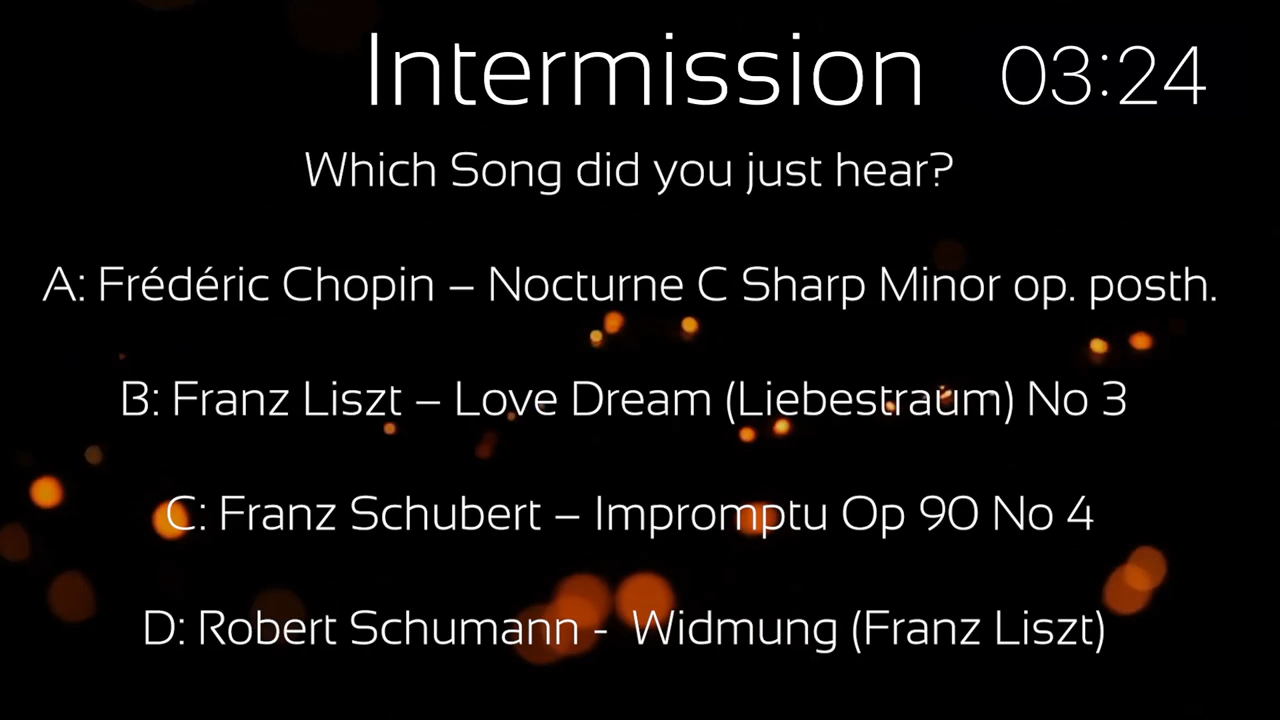 Intermission 03:24
Which Song did you just hear?
A: Frédéric Chopin – Nocturne C Sharp Minor op. posth.
B: Franz Liszt – Love Dream (Liebestraum) No 3
C: Franz Schubert – Impromptu Op 90 No 4
D: Robert Schumann - Widmung (Franz Liszt)